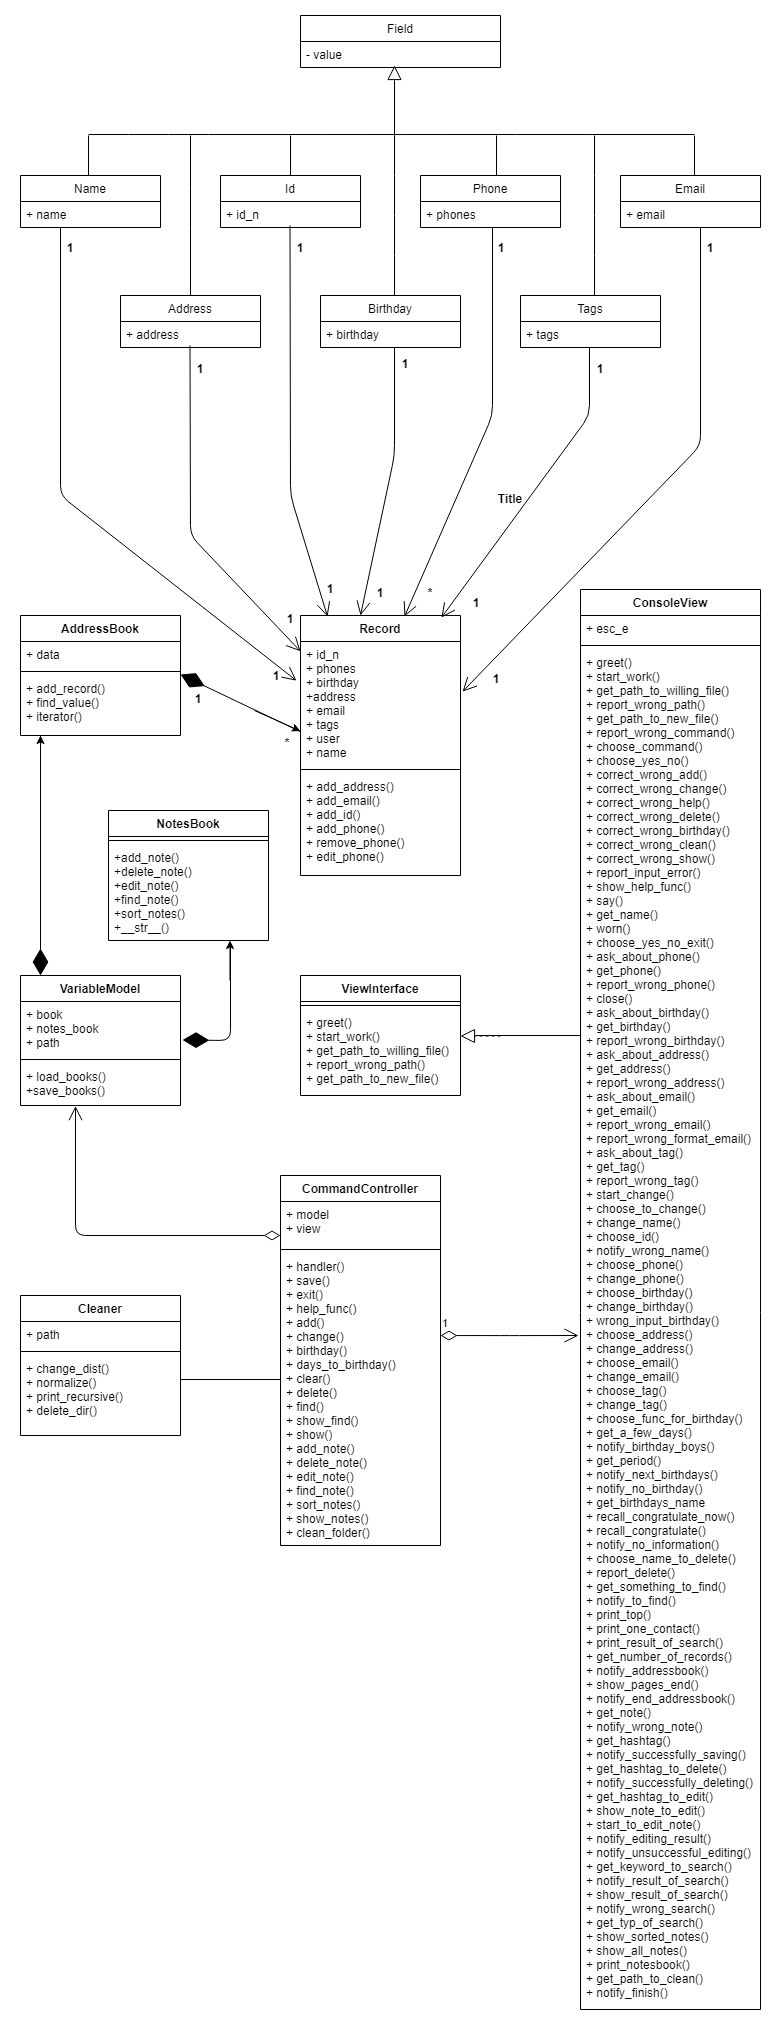 Field
- value
Name
+ name
1
Id
+ id_n
1
Phone
+ phones
1
Email
+ email
1
Address
+ address
1
Birthday
+ birthday
1
Tags
+ tags
1
Title
1
1
1
*
1
1
1
AddressBook
+ data
+ add_record()
+ find_value()
+ iterator()
1
*
Record
+ id_n
+ phones
+ birthday
+address
+ email
+ tags
+ user
+ name
+ add_address()
+ add_email()
+ add_id()
+ add_phone()
+ remove_phone()
+ edit_phone()
NotesBook
+add_note()
+delete_note()
+edit_note()
+find_note()
+sort_notes()
+__str__()
VariableModel
+ book
+ notes_book
+ path
+ load_books()
+save_books()
ViewInterface
+ greet()
+ start_work()
+ get_path_to_willing_file()
+ report_wrong_path()
+ get_path_to_new_file()
CommandController
+ model
+ view
+ handler()
+ save()
+ exit()
+ help_func()
+ add()
+ change()
+ birthday()
+ days_to_birthday()
+ clear()
+ delete()
+ find()
+ show_find()
+ show()
+ add_note()
+ delete_note()
+ edit_note()
+ find_note()
+ sort_notes()
+ show_notes()
+ clean_folder()
1
Cleaner
+ path
+ change_dist()
+ normalize()
+ print_recursive()
+ delete_dir()
ConsoleView
+ esc_e
+ greet()
+ start_work()
+ get_path_to_willing_file()
+ report_wrong_path()
+ get_path_to_new_file()
+ report_wrong_command()
+ choose_command()
+ choose_yes_no()
+ correct_wrong_add()
+ correct_wrong_change()
+ correct_wrong_help()
+ correct_wrong_delete()
+ correct_wrong_birthday()
+ correct_wrong_clean()
+ correct_wrong_show()
+ report_input_error()
+ show_help_func()
+ say()
+ get_name()
+ worn()
+ choose_yes_no_exit()
+ ask_about_phone()
+ get_phone()
+ report_wrong_phone()
+ close()
+ ask_about_birthday()
+ get_birthday()
+ report_wrong_birthday()
+ ask_about_address()
+ get_address()
+ report_wrong_address()
+ ask_about_email()
+ get_email()
+ report_wrong_email()
+ report_wrong_format_email()
+ ask_about_tag()
+ get_tag()
+ report_wrong_tag()
+ start_change()
+ choose_to_change()
+ change_name()
+ choose_id()
+ notify_wrong_name()
+ choose_phone()
+ change_phone()
+ choose_birthday()
+ change_birthday()
+ wrong_input_birthday()
+ choose_address()
+ change_address()
+ choose_email()
+ change_email()
+ choose_tag()
+ change_tag()
+ choose_func_for_birthday()
+ get_a_few_days()
+ notify_birthday_boys()
+ get_period()
+ notify_next_birthdays()
+ notify_no_birthday()
+ get_birthdays_name
+ recall_congratulate_now()
+ recall_congratulate()
+ notify_no_information()
+ choose_name_to_delete()
+ report_delete()
+ get_something_to_find()
+ notify_to_find()
+ print_top()
+ print_one_contact()
+ print_result_of_search()
+ get_number_of_records()
+ notify_addressbook()
+ show_pages_end()
+ notify_end_addressbook()
+ get_note()
+ notify_wrong_note()
+ get_hashtag()
+ notify_successfully_saving()
+ get_hashtag_to_delete()
+ notify_successfully_deleting()
+ get_hashtag_to_edit()
+ show_note_to_edit()
+ start_to_edit_note()
+ notify_editing_result()
+ notify_unsuccessful_editing()
+ get_keyword_to_search()
+ notify_result_of_search()
+ show_result_of_search()
+ notify_wrong_search()
+ get_typ_of_search()
+ show_sorted_notes()
+ show_all_notes()
+ print_notesbook()
+ get_path_to_clean()
+ notify_finish()